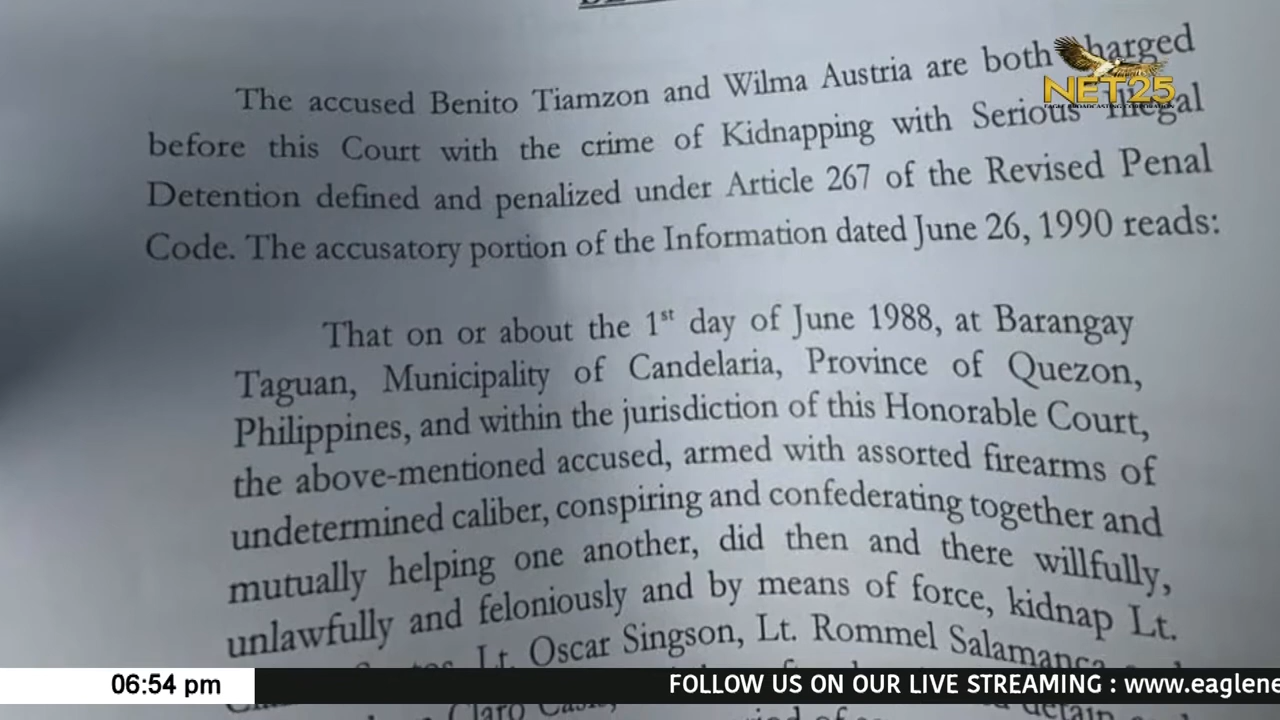 The accused Benito Tiamzon and Wilma Austria are both charged
NET25
EAGLE BROADCASTING CORPORATION
before this Court with the crime of Kidnapping with Serious Illegal
Detention defined and penalized under Article 267 of the Revised Penal
Code. The accusatory portion of the Information dated June 26, 1990 reads:
That on or about the 1st day of June 1988, at Barangay
Taguan, Municipality of Candelaria, Province of Quezon,
Philippines, and within the jurisdiction of this Honorable Court,
the above-mentioned accused, armed with assorted firearms of
undetermined caliber, conspiring and confederating together and
mutually helping one another, did then and there willfully,
unlawfully and feloniously and by means of force, kidnap Lt.
Lt. Oscar Singson, Lt. Rommel Salamanca
Claro
06:54 pm
FOLLOW US ON OUR LIVE STREAMING : www.eaglene